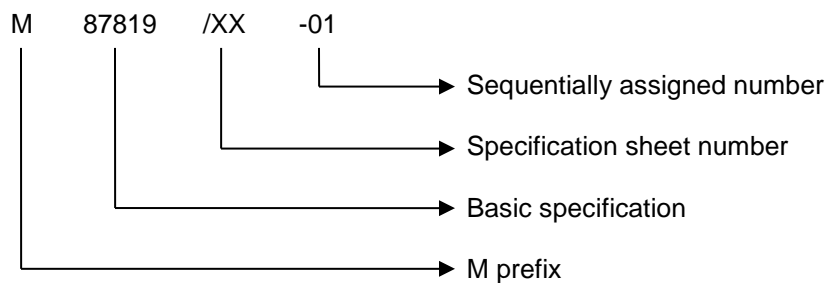 M 87819 /XX -01
Sequentially assigned number
Specification sheet number
Basic specification
M prefix